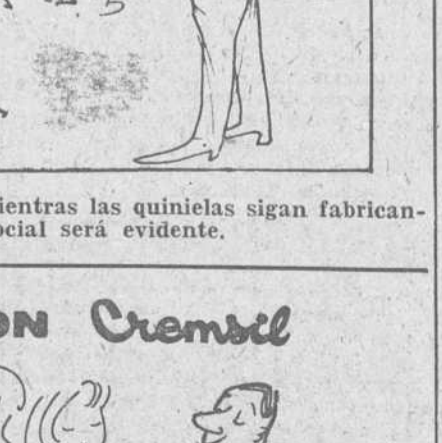 ientras las quinielas sigan fabrican-
ocial será evidente.
ON Cremsil